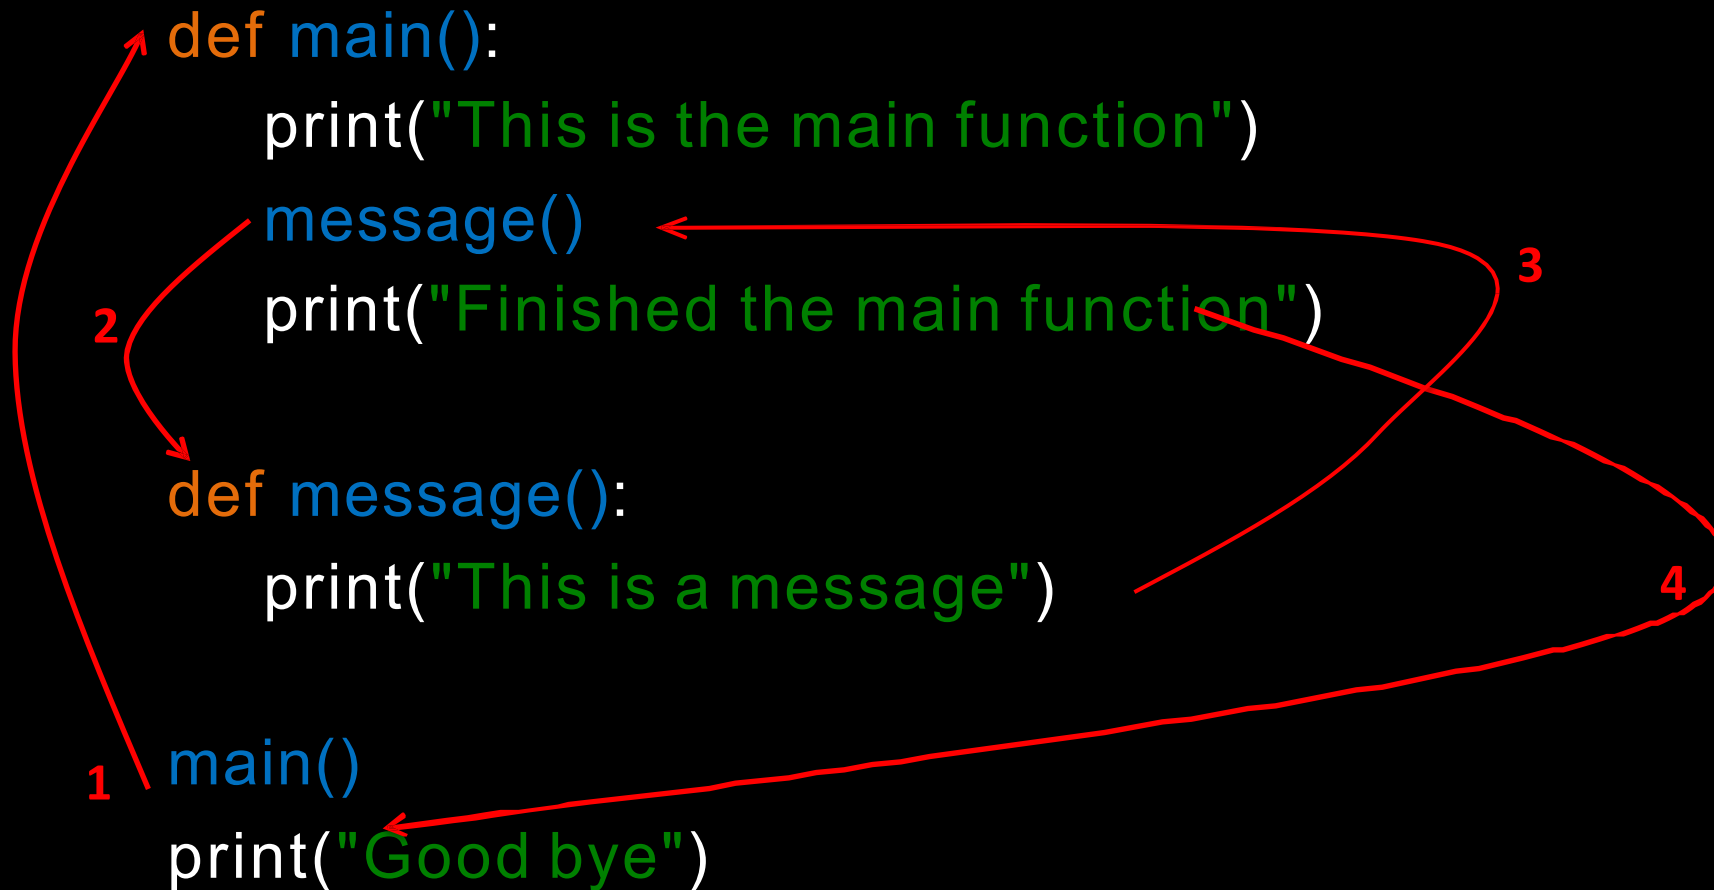 def main():
print("This is the main function")
message()
3
2
print("Finished the main function")
def message():
print("This is a message")
4
1
main()
print("Good bye")